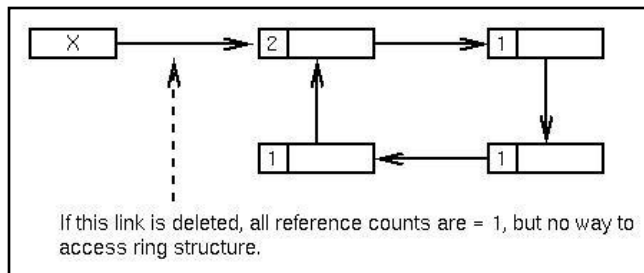 X
2
1
1
1
If this link is deleted, all reference counts are = 1, but no way to
access ring structure.